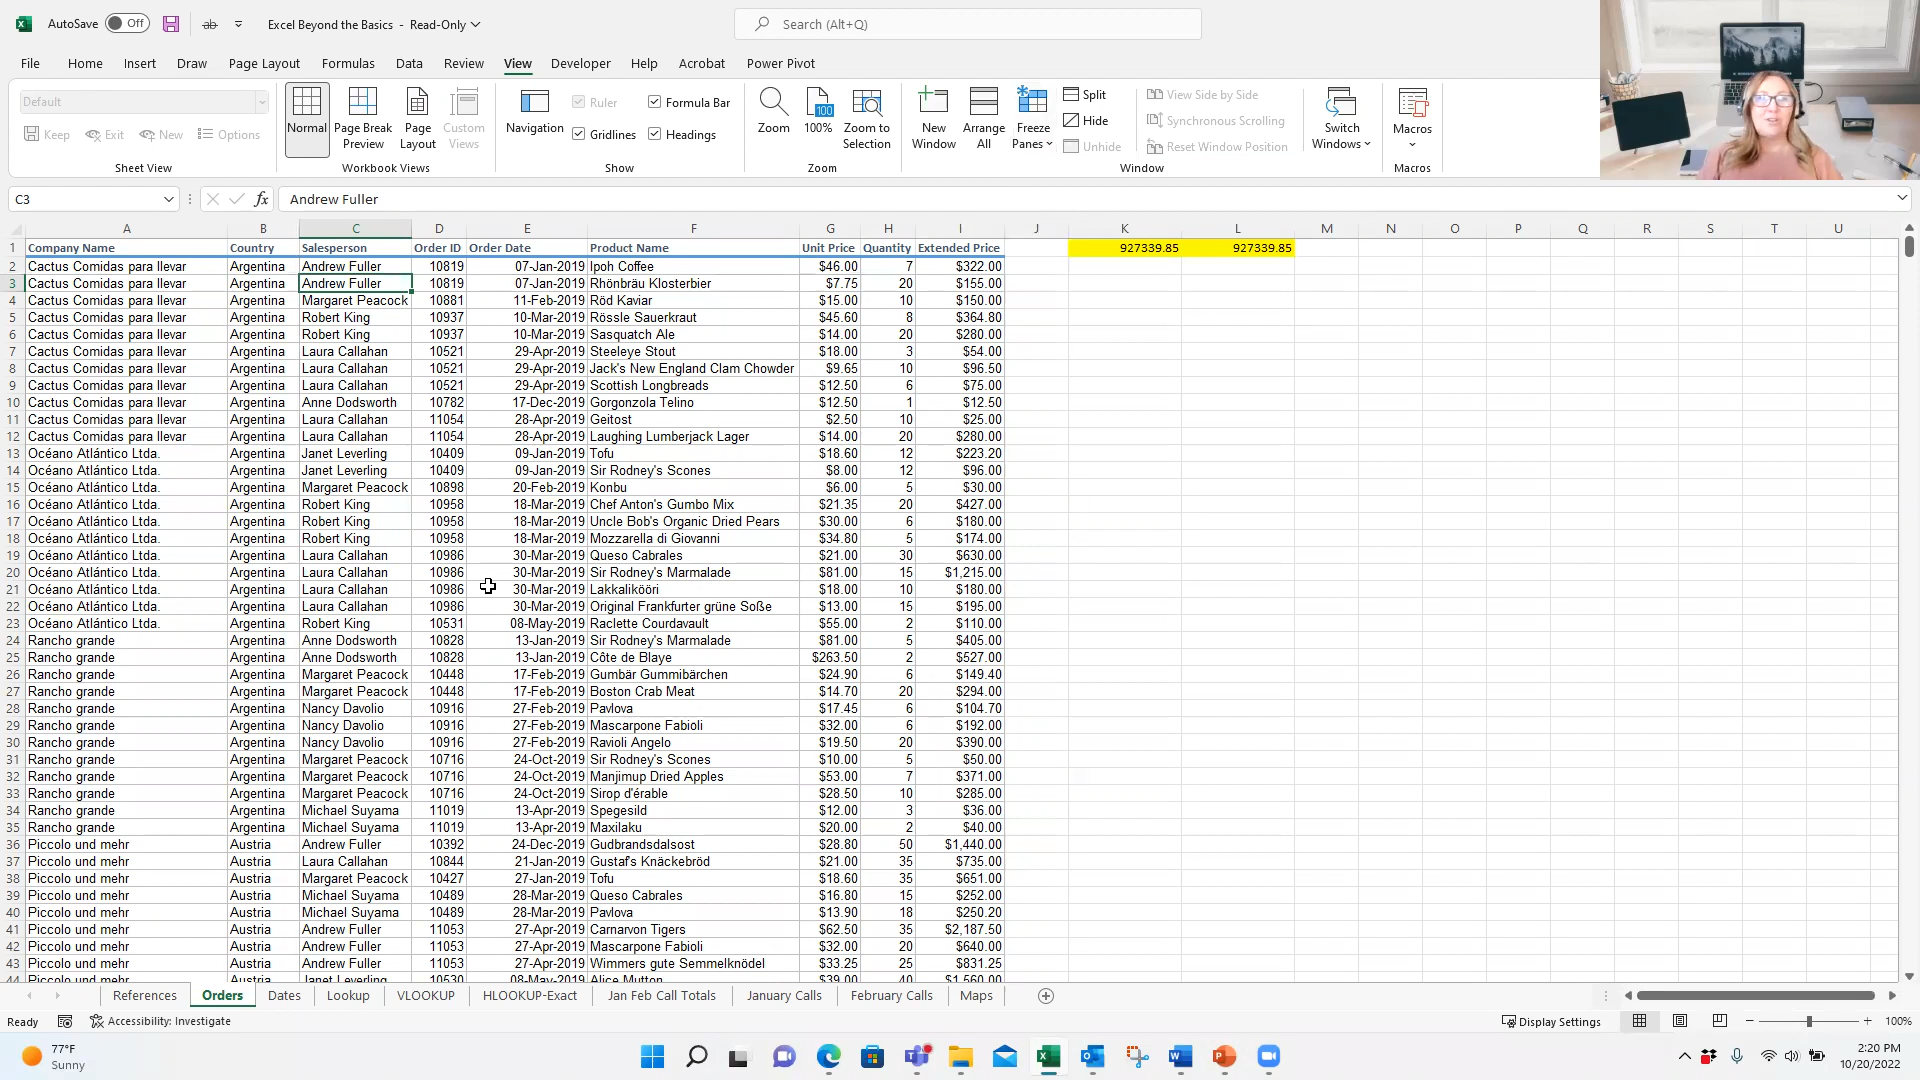 AutoSave Off ab Excel Beyond the Basics - Read-Only Search (Alt+Q)
File Home Insert Draw Page Layout Formulas Data Review View Developer Help Acrobat Power Pivot
Default
Keep Exit New Options
Sheet View
Normal Page Break Preview Page Layout Custom Views
Workbook Views
Navigation Ruler Formula Bar
Gridlines Headings
Show
Zoom 100 100% Zoom to Selection
Zoom
New Window Arrange All Freeze Panes Split Hide Unhide
View Side by Side
Synchronous Scrolling
Reset Window Position
Switch Windows
Window
Macros
Macros
C3 fx Andrew Fuller
A B C D E F G H I J K L M N O P Q R S T U
1 Company Name Country Salesperson Order ID Order Date Product Name Unit Price Quantity Extended Price 927339.85 927339.85
2 Cactus Comidas para llevar Argentina Andrew Fuller 10819 07-Jan-2019 Ipoh Coffee $46.00 7 $322.00
3 Cactus Comidas para llevar Argentina Andrew Fuller 10819 07-Jan-2019 Rhönbräu Klosterbier $7.75 20 $155.00
4 Cactus Comidas para llevar Argentina Margaret Peacock 10881 11-Feb-2019 Röd Kaviar $15.00 10 $150.00
5 Cactus Comidas para llevar Argentina Robert King 10937 10-Mar-2019 Rössle Sauerkraut $45.60 8 $364.80
6 Cactus Comidas para llevar Argentina Robert King 10937 10-Mar-2019 Sasquatch Ale $14.00 20 $280.00
7 Cactus Comidas para llevar Argentina Laura Callahan 10521 29-Apr-2019 Steeleye Stout $18.00 3 $54.00
8 Cactus Comidas para llevar Argentina Laura Callahan 10521 29-Apr-2019 Jack's New England Clam Chowder $9.65 10 $96.50
9 Cactus Comidas para llevar Argentina Laura Callahan 10521 29-Apr-2019 Scottish Longbreads $12.50 6 $75.00
10 Cactus Comidas para llevar Argentina Anne Dodsworth 10782 17-Dec-2019 Gorgonzola Telino $12.50 1 $12.50
11 Cactus Comidas para llevar Argentina Laura Callahan 11054 28-Apr-2019 Geitost $2.50 10 $25.00
12 Cactus Comidas para llevar Argentina Laura Callahan 11054 28-Apr-2019 Laughing Lumberjack Lager $14.00 20 $280.00
13 Océano Atlántico Ltda. Argentina Janet Leverling 10409 09-Jan-2019 Tofu $18.60 12 $223.20
14 Océano Atlántico Ltda. Argentina Janet Leverling 10409 09-Jan-2019 Sir Rodney's Scones $8.00 12 $96.00
15 Océano Atlántico Ltda. Argentina Margaret Peacock 10898 20-Feb-2019 Konbu $6.00 5 $30.00
16 Océano Atlántico Ltda. Argentina Robert King 10958 18-Mar-2019 Chef Anton's Gumbo Mix $21.35 20 $427.00
17 Océano Atlántico Ltda. Argentina Robert King 10958 18-Mar-2019 Uncle Bob's Organic Dried Pears $30.00 6 $180.00
18 Océano Atlántico Ltda. Argentina Robert King 10958 18-Mar-2019 Mozzarella di Giovanni $34.80 5 $174.00
19 Océano Atlántico Ltda. Argentina Laura Callahan 10986 30-Mar-2019 Queso Cabrales $21.00 30 $630.00
20 Océano Atlántico Ltda. Argentina Laura Callahan 10986 30-Mar-2019 Sir Rodney's Marmalade $81.00 15 $1,215.00
21 Océano Atlántico Ltda. Argentina Laura Callahan 10986 30-Mar-2019 Lakkalikööri $18.00 10 $180.00
22 Océano Atlántico Ltda. Argentina Laura Callahan 10986 30-Mar-2019 Original Frankfurter grüne Soße $13.00 15 $195.00
23 Océano Atlántico Ltda. Argentina Robert King 10531 08-May-2019 Raclette Courdavault $55.00 2 $110.00
24 Rancho grande Argentina Anne Dodsworth 10828 13-Jan-2019 Sir Rodney's Marmalade $81.00 5 $405.00
25 Rancho grande Argentina Anne Dodsworth 10828 13-Jan-2019 Côte de Blaye $263.50 2 $527.00
26 Rancho grande Argentina Margaret Peacock 10448 17-Feb-2019 Gumbär Gummibärchen $24.90 6 $149.40
27 Rancho grande Argentina Margaret Peacock 10448 17-Feb-2019 Boston Crab Meat $14.70 20 $294.00
28 Rancho grande Argentina Nancy Davolio 10916 27-Feb-2019 Pavlova $17.45 6 $104.70
29 Rancho grande Argentina Nancy Davolio 10916 27-Feb-2019 Mascarpone Fabioli $32.00 6 $192.00
30 Rancho grande Argentina Nancy Davolio 10916 27-Feb-2019 Ravioli Angelo $19.50 20 $390.00
31 Rancho grande Argentina Margaret Peacock 10716 24-Oct-2019 Sir Rodney's Scones $10.00 5 $50.00
32 Rancho grande Argentina Margaret Peacock 10716 24-Oct-2019 Manjimup Dried Apples $53.00 7 $371.00
33 Rancho grande Argentina Margaret Peacock 10716 24-Oct-2019 Sirop d'érable $28.50 10 $285.00
34 Rancho grande Argentina Michael Suyama 11019 13-Apr-2019 Spegesild $12.00 3 $36.00
35 Rancho grande Argentina Michael Suyama 11019 13-Apr-2019 Maxilaku $20.00 2 $40.00
36 Piccolo und mehr Austria Andrew Fuller 10392 24-Dec-2019 Gudbrandsdalsost $28.80 50 $1,440.00
37 Piccolo und mehr Austria Laura Callahan 10844 21-Jan-2019 Gustaf's Knäckebröd $21.00 35 $735.00
38 Piccolo und mehr Austria Margaret Peacock 10427 27-Jan-2019 Tofu $18.60 35 $651.00
39 Piccolo und mehr Austria Michael Suyama 10489 28-Mar-2019 Queso Cabrales $16.80 15 $252.00
40 Piccolo und mehr Austria Michael Suyama 10489 28-Mar-2019 Pavlova $13.90 18 $250.20
41 Piccolo und mehr Austria Andrew Fuller 11053 27-Apr-2019 Carnarvon Tigers $62.50 35 $2,187.50
42 Piccolo und mehr Austria Andrew Fuller 11053 27-Apr-2019 Mascarpone Fabioli $32.00 20 $640.00
43 Piccolo und mehr Austria Andrew Fuller 11053 27-Apr-2019 Wimmers gute Semmelknödel $33.25 25 $831.25
44 Piccolo und mehr Austria Janet Leverling 10530 08-May-2019 Alice Mutton $39.00 40 $1,560.00
References Orders Dates Lookup VLOOKUP HLOOKUP-Exact Jan Feb Call Totals January Calls February Calls Maps
Ready Accessibility: Investigate Display Settings 100%
77°F
Sunny
2:20 PM
10/20/2022